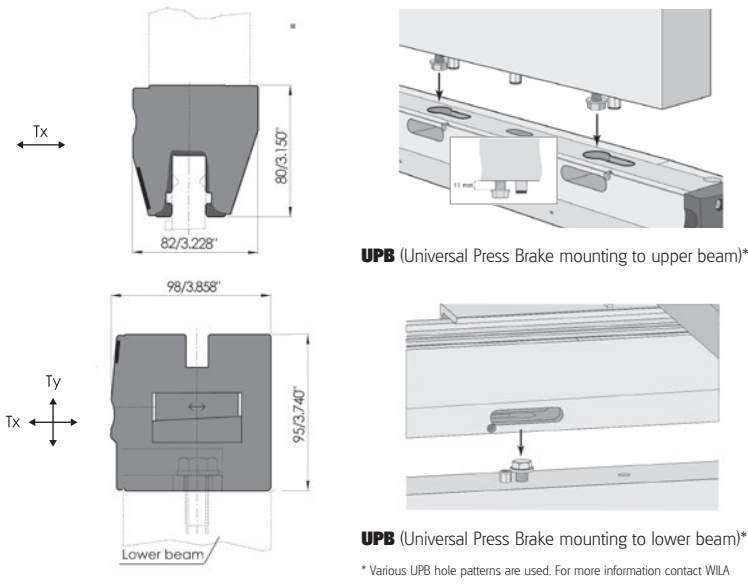 Tx
80/3.150"
82/3.228"
11 mm
UPB (Universal Press Brake mounting to upper beam)*
98/3.858"
Ty
Tx
95/3.740"
Lower beam
UPB (Universal Press Brake mounting to lower beam)*
* Various UPB hole patterns are used. For more information contact WILA